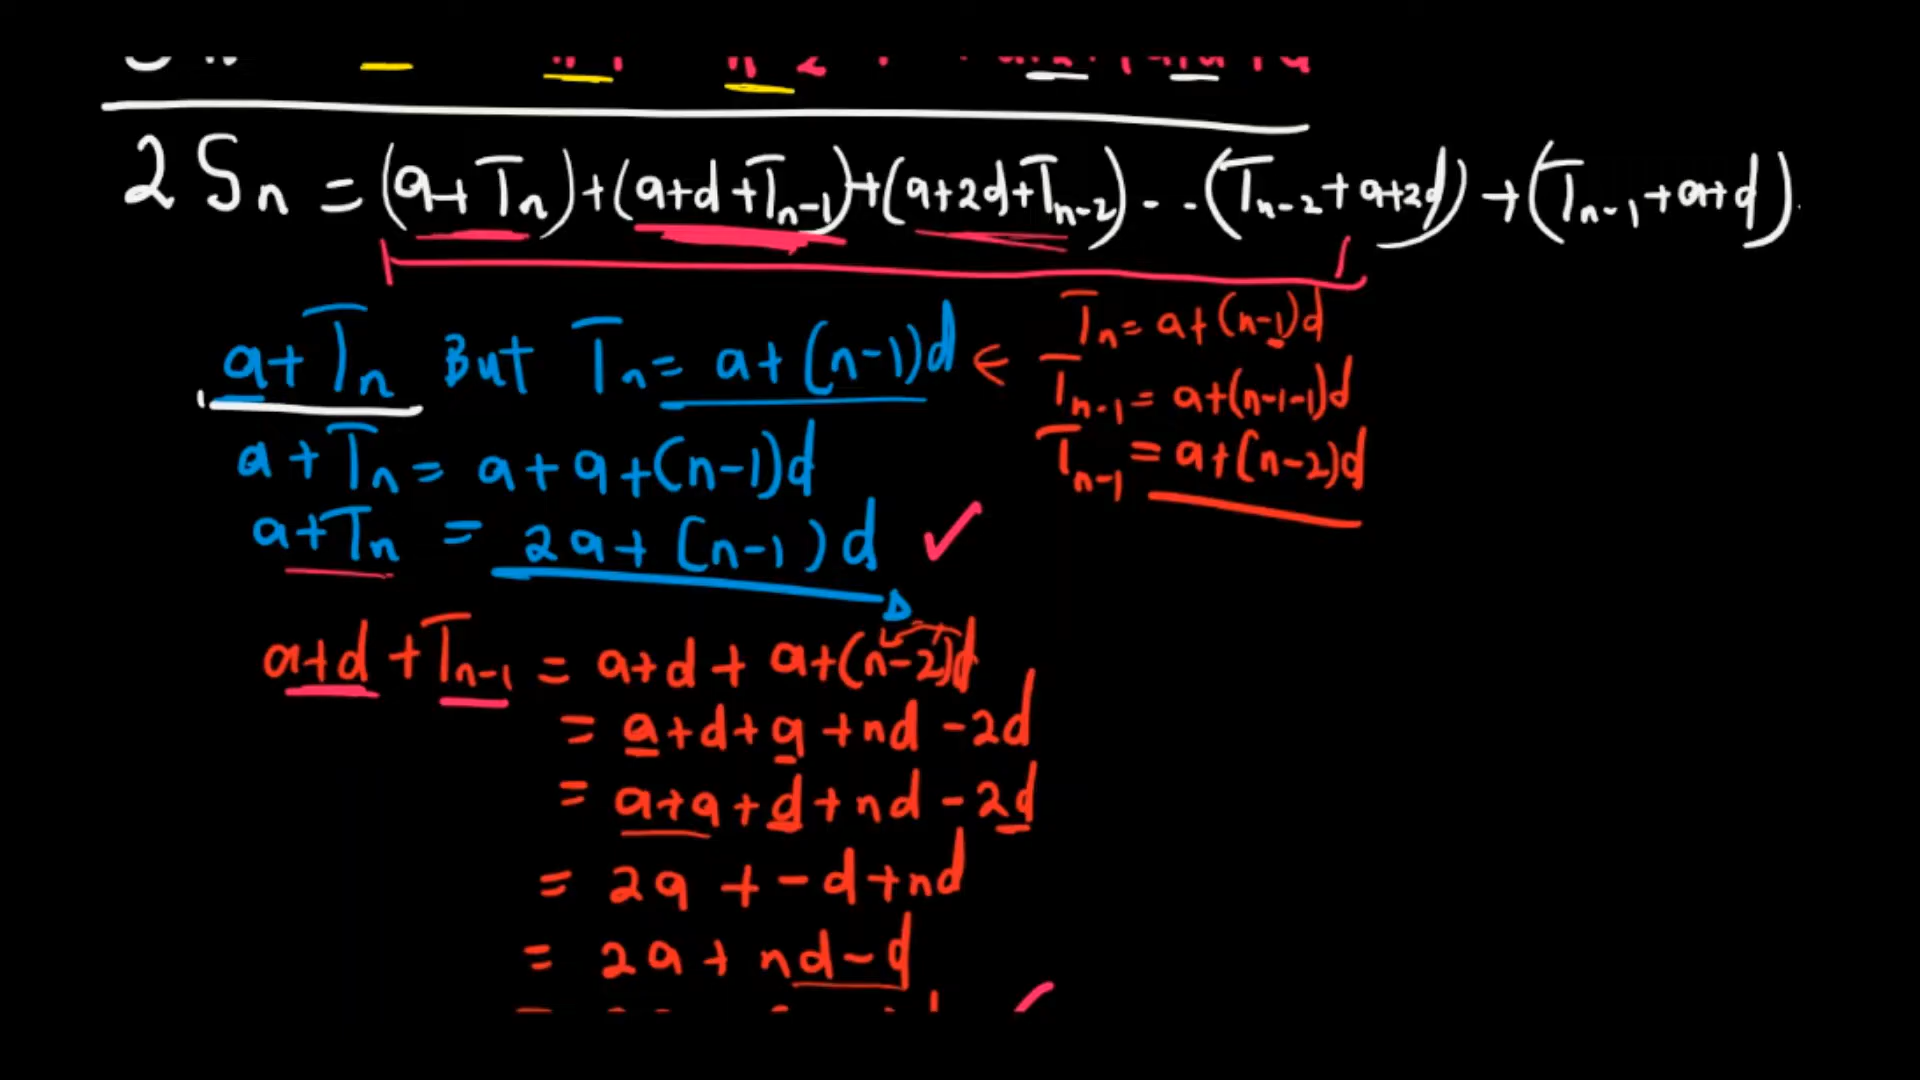 2Sn = (a+Tn)+(a+d+Tn-1)+(a+2d+Tn-2)--(Tn-2+a+2d)+(Tn-1+a+d).
a+Tn But Tn = a+(n-1)d ←
Tn = a+(n-1)d
Tn-1 = a+(n-1-1)d
Tn-1 = a+(n-2)d
a+Tn = a+a+(n-1)d
a+Tn = 2a+(n-1)d ✓
a+d+Tn-1 = a+d+a+(n-2)d
= a+d+a+nd-2d
= a+a+d+nd-2d
= 2a+-d+nd
= 2a+nd-d